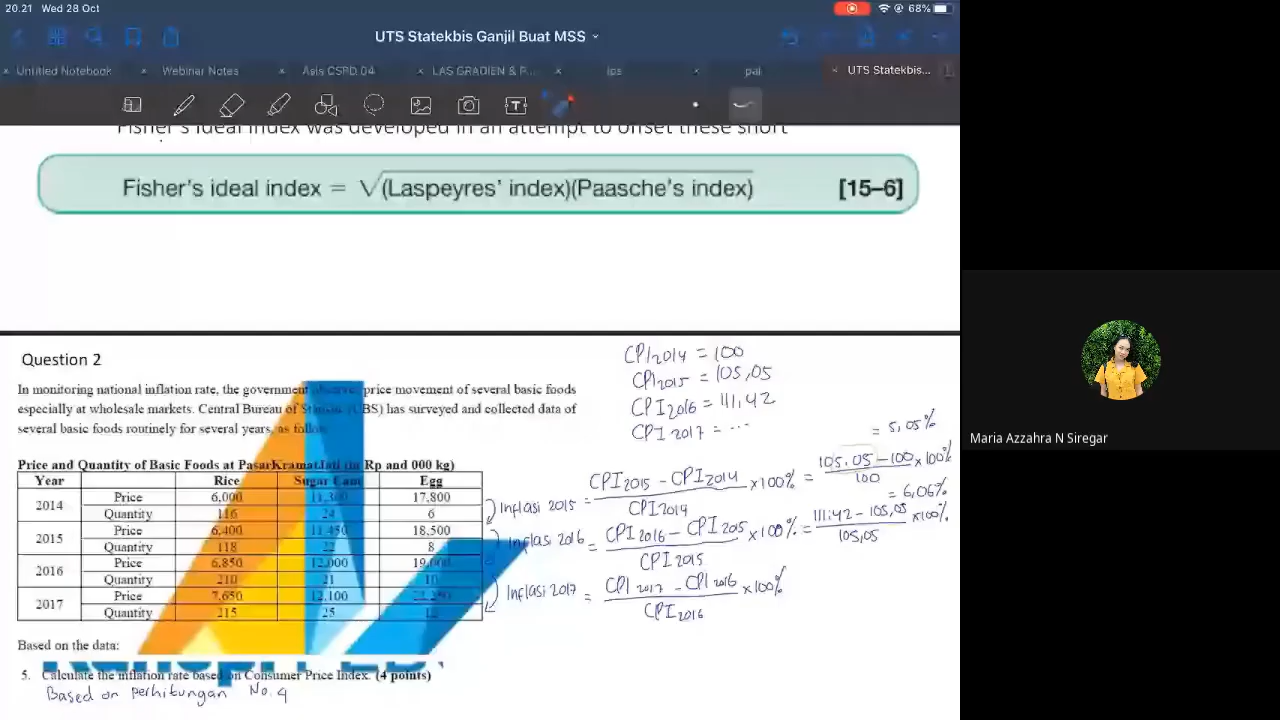 20.21 Wed 28 Oct
68%
UTS Statekbis Ganjil Buat MSS
Untitled Notebook
Webinar Notes
Asis CSPD 04
LAS GRADIEN & P...
UTS Statekbis...
Fisher's ideal index was developed in an attempt to offset these short
Fisher's ideal index = √(Laspeyres' index)(Paasche's index) [15–6]
Question 2
In monitoring national inflation rate, the government price movement of several basic foods
especially at wholesale markets. Central Bureau of (CBS) has surveyed and collected data of
several basic foods routinely for several years, as
Price and Quantity of Basic Foods at PasarKramatJati (in Rp and 000 kg)
Year Rice Sugar Cane Egg
2014 Price 6,000 11,300 17,800
Quantity 116 24 6
2015 Price 6,400 11,450 18,500
Quantity 118 22 8
2016 Price 6,850 12,000 19,000
Quantity 210 21 10
2017 Price 7,650 12,100
Quantity 215 25
Based on the data:
5. Calculate the inflation rate based on Consumer Price Index. (4 points)
Based on perhitungan No. 4
CPI 2014 = 100
CPI 2015 = 105,05
CPI 2016 = 111,42
CPI 2017 = ...
Inflasi 2015 = CPI 2015 - CPI 2014 / CPI 2014 x 100% = 105,05 - 100 / 100 x 100% = 5,05%
Inflasi 2016 = CPI 2016 - CPI 2015 / CPI 2015 x 100% = 111,42 - 105,05 / 105,05 x 100% = 6,06%
Inflasi 2017 = CPI 2017 - CPI 2016 / CPI 2016 x 100%
Maria Azzahra N Siregar